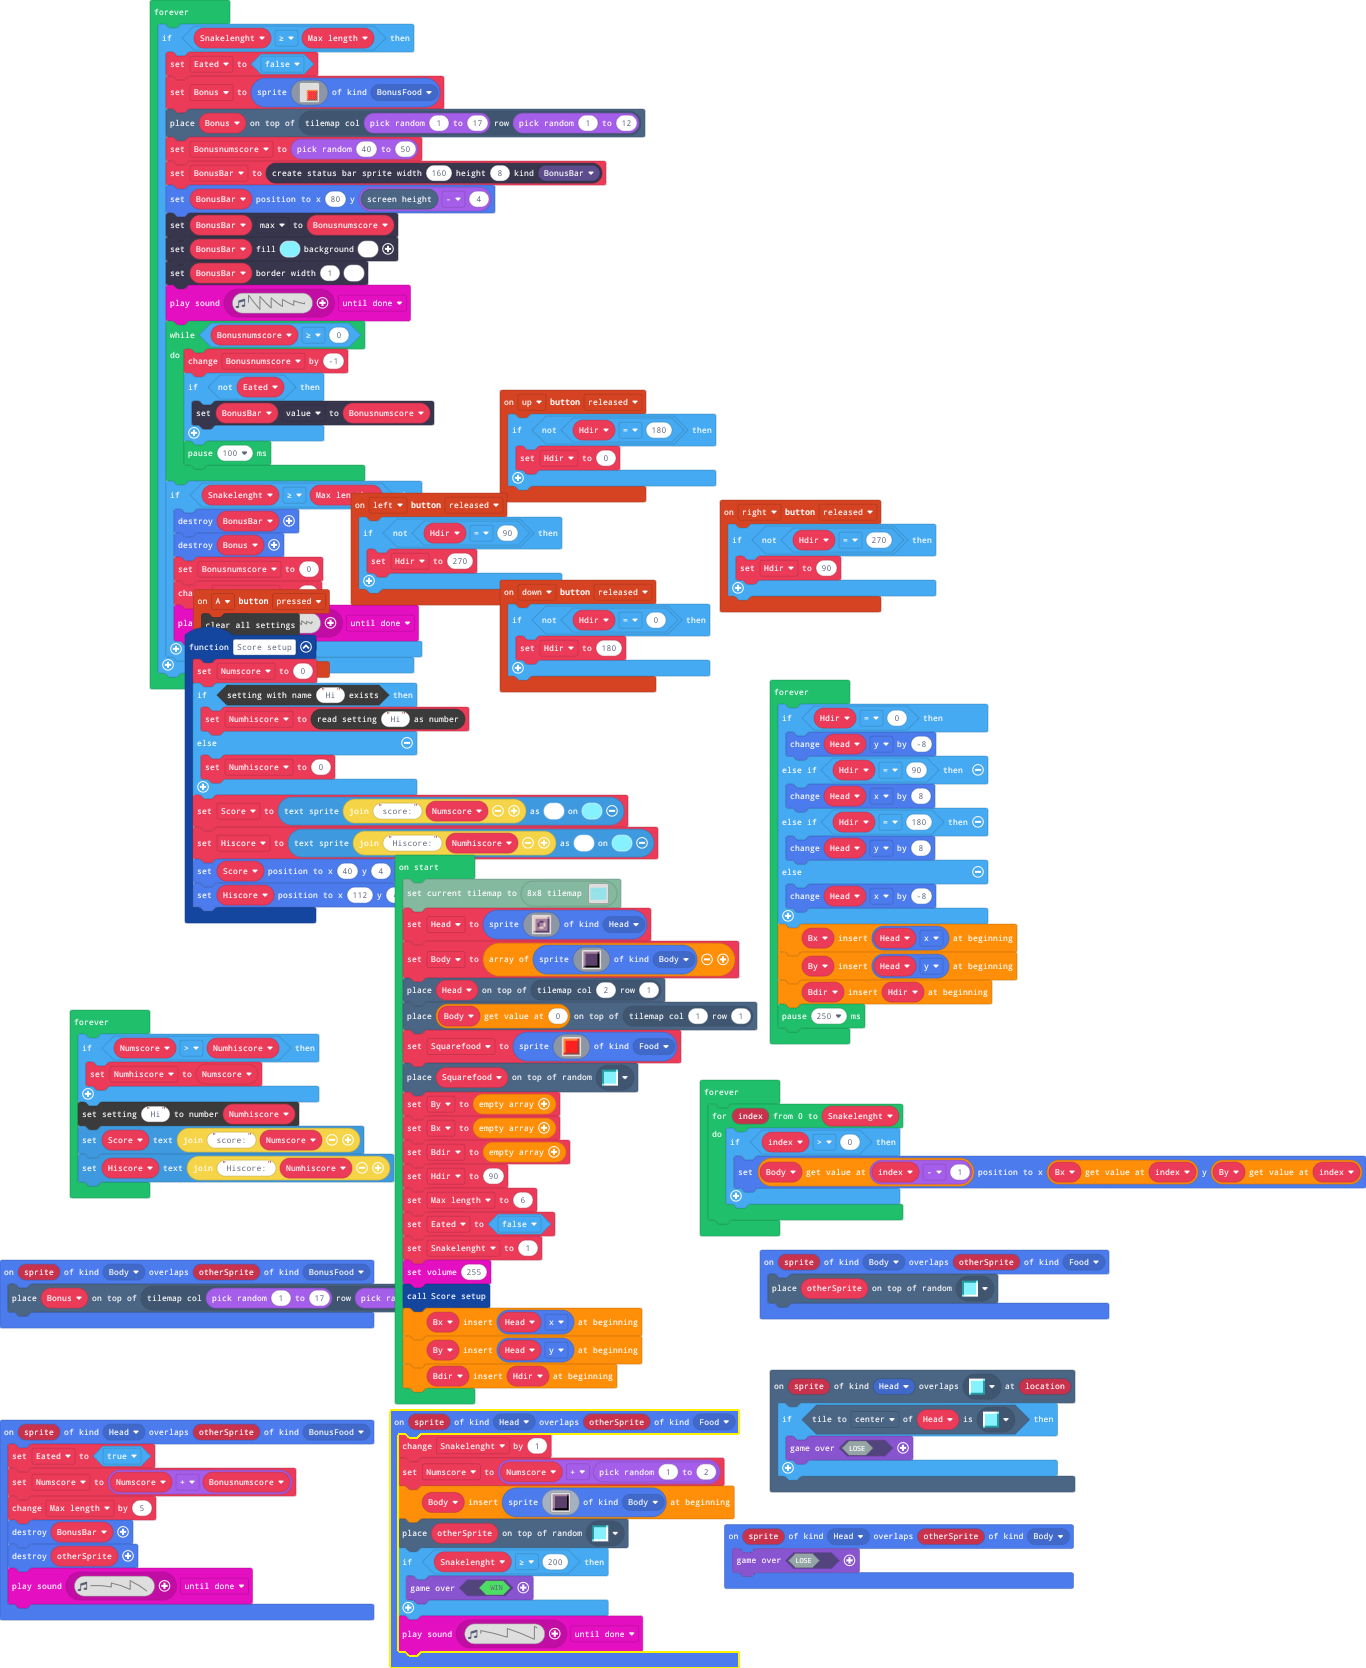 forever
if Snakelenght ≥ Max length then
set Eated to false
set Bonus to sprite of kind BonusFood
place Bonus on top of tilemap col pick random 1 to 17 row pick random 1 to 12
set Bonusnumscore to pick random 40 to 50
set BonusBar to create status bar sprite width 160 height 8 kind BonusBar
set BonusBar position to x 80 y screen height - 4
set BonusBar max to Bonusnumscore
set BonusBar fill background
set BonusBar border width 1
play sound until done
while Bonusnumscore ≥ 0
do
change Bonusnumscore by -1
if not Eated then
set BonusBar value to Bonusnumscore
pause 100 ms
if Snakelenght ≥ Max
destroy BonusBar
destroy Bonus
set Bonusnumscore to 0
until done
on up button released
if not Hdir = 180 then
set Hdir to 0
on left button released
if not Hdir = 90 then
set Hdir to 270
on right button released
if not Hdir = 270 then
set Hdir to 90
on down button released
if not Hdir = 0 then
set Hdir to 180
on A button pressed
clear all settings
function Score setup
set Numscore to 0
if setting with name "Hi" exists then
set Numhiscore to read setting "Hi" as number
else
set Numhiscore to 0
set Score to text sprite join "score:" Numscore as on
set Hiscore to text sprite join "Hiscore:" Numhiscore as on
set Score position to x 40 y 4
set Hiscore position to x 112 y
forever
if Hdir = 0 then
change Head y by -8
else if Hdir = 90 then
change Head x by 8
else if Hdir = 180 then
change Head y by 8
else
change Head x by -8
Bx insert Head x at beginning
By insert Head y at beginning
Bdir insert Hdir at beginning
pause 250 ms
on start
set current tilemap to 8x8 tilemap
set Head to sprite of kind Head
set Body to array of sprite of kind Body
place Head on top of tilemap col 2 row 1
place Body get value at 0 on top of tilemap col 1 row 1
set Squarefood to sprite of kind Food
place Squarefood on top of random
set By to empty array
set Bx to empty array
set Bdir to empty array
set Hdir to 90
set Max length to 6
set Eated to false
set Snakelenght to 1
set volume 255
call Score setup
Bx insert Head x at beginning
By insert Head y at beginning
Bdir insert Hdir at beginning
forever
if Numscore > Numhiscore then
set Numhiscore to Numscore
set setting "Hi" to number Numhiscore
set Score text join "score:" Numscore
set Hiscore text join "Hiscore:" Numhiscore
forever
for index from 0 to Snakelenght
do
if index > 0 then
set Body get value at index - 1 position to x Bx get value at index y By get value at index
on sprite of kind Body overlaps otherSprite of kind BonusFood
place Bonus on top of tilemap col pick random 1 to 17 row
on sprite of kind Body overlaps otherSprite of kind Food
place otherSprite on top of random
on sprite of kind Head overlaps at location
if tile to center of Head is then
game over LOSE
on sprite of kind Head overlaps otherSprite of kind BonusFood
set Eated to true
set Numscore to Numscore + Bonusnumscore
change Max length by 5
destroy BonusBar
destroy otherSprite
play sound until done
on sprite of kind Head overlaps otherSprite of kind Food
change Snakelenght by 1
set Numscore to Numscore + pick random 1 to 2
Body insert sprite of kind Body at beginning
place otherSprite on top of random
if Snakelenght ≥ 200 then
game over WIN
play sound until done
on sprite of kind Head overlaps otherSprite of kind Body
game over LOSE